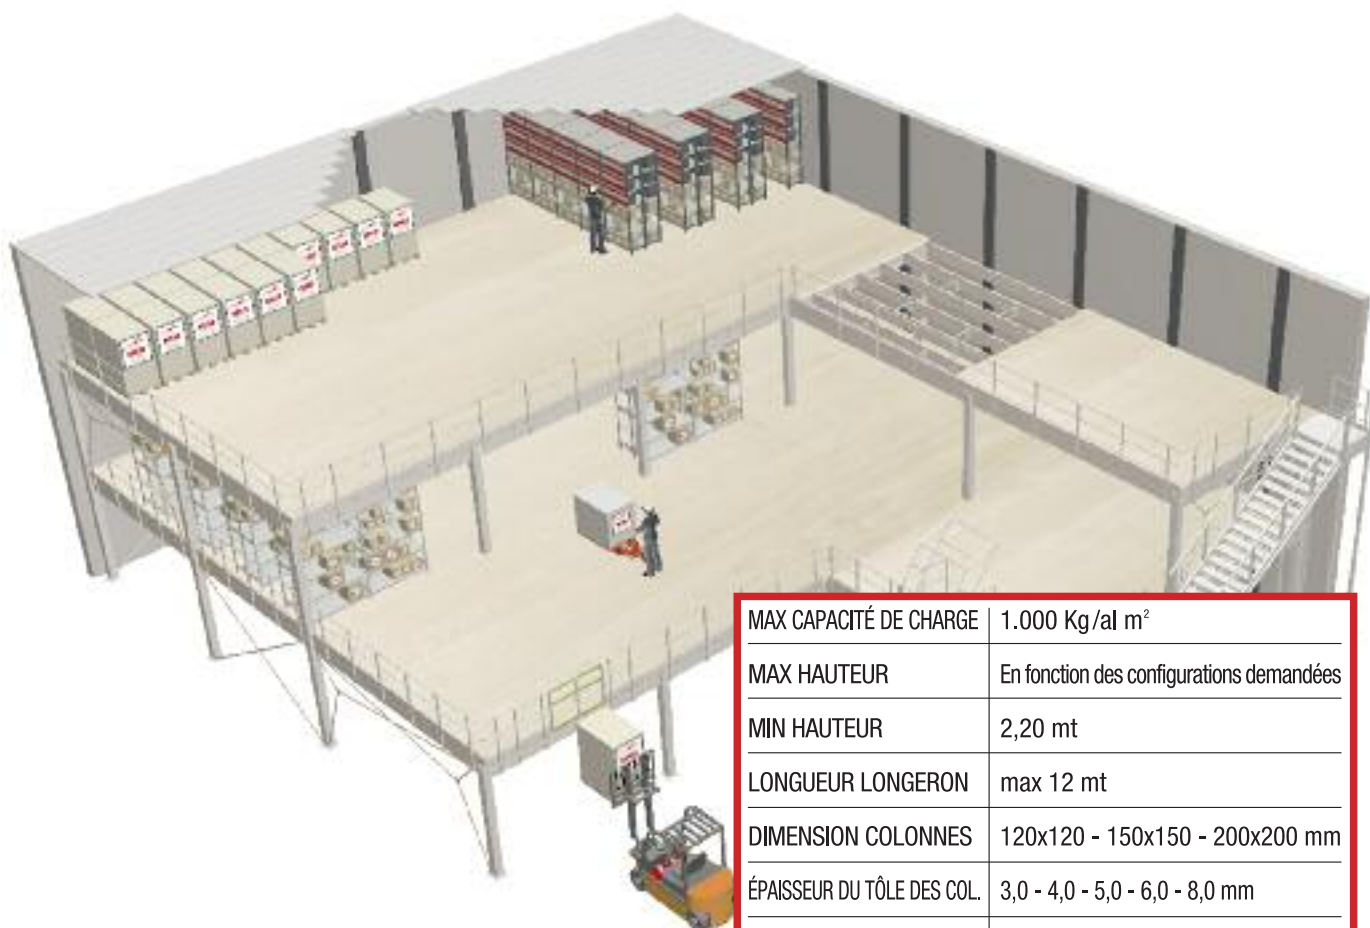 MAX CAPACITÉ DE CHARGE 1.000 Kg/al m²
MAX HAUTEUR En fonction des configurations demandées
MIN HAUTEUR 2,20 mt
LONGUEUR LONGERON max 12 mt
DIMENSION COLONNES 120x120 - 150x150 - 200x200 mm
ÉPAISSEUR DU TÔLE DES COL. 3,0 - 4,0 - 5,0 - 6,0 - 8,0 mm